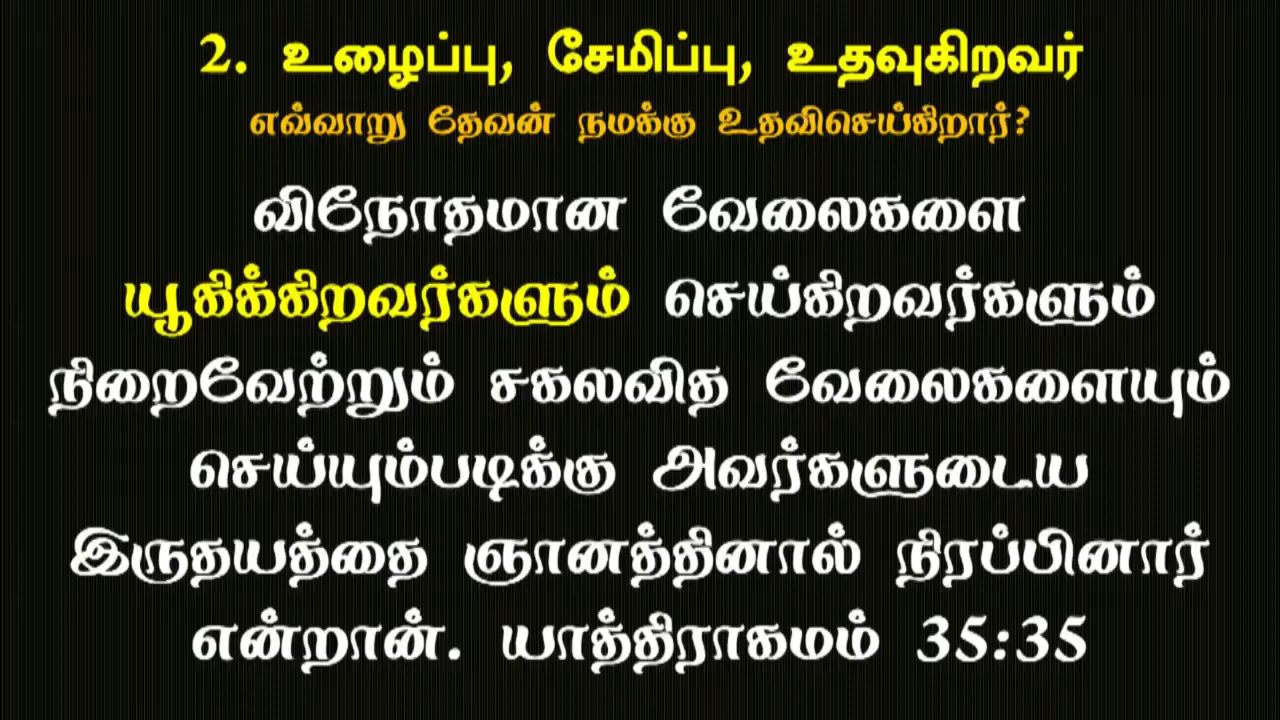 2. உழைப்பு, சேமிப்பு, உதவுகிறவர்
எவ்வாறு தேவன் நமக்கு உதவிசெய்கிறார்?
விநோதமான வேலைகளை
யூகிக்கிறவர்களும் செய்கிறவர்களும்
நிறைவேற்றும் சகலவித வேலைகளையும்
செய்யும்படிக்கு அவர்களுடைய
இருதயத்தை ஞானத்தினால் நிரப்பினார்
என்றான். யாத்திராகமம் 35:35